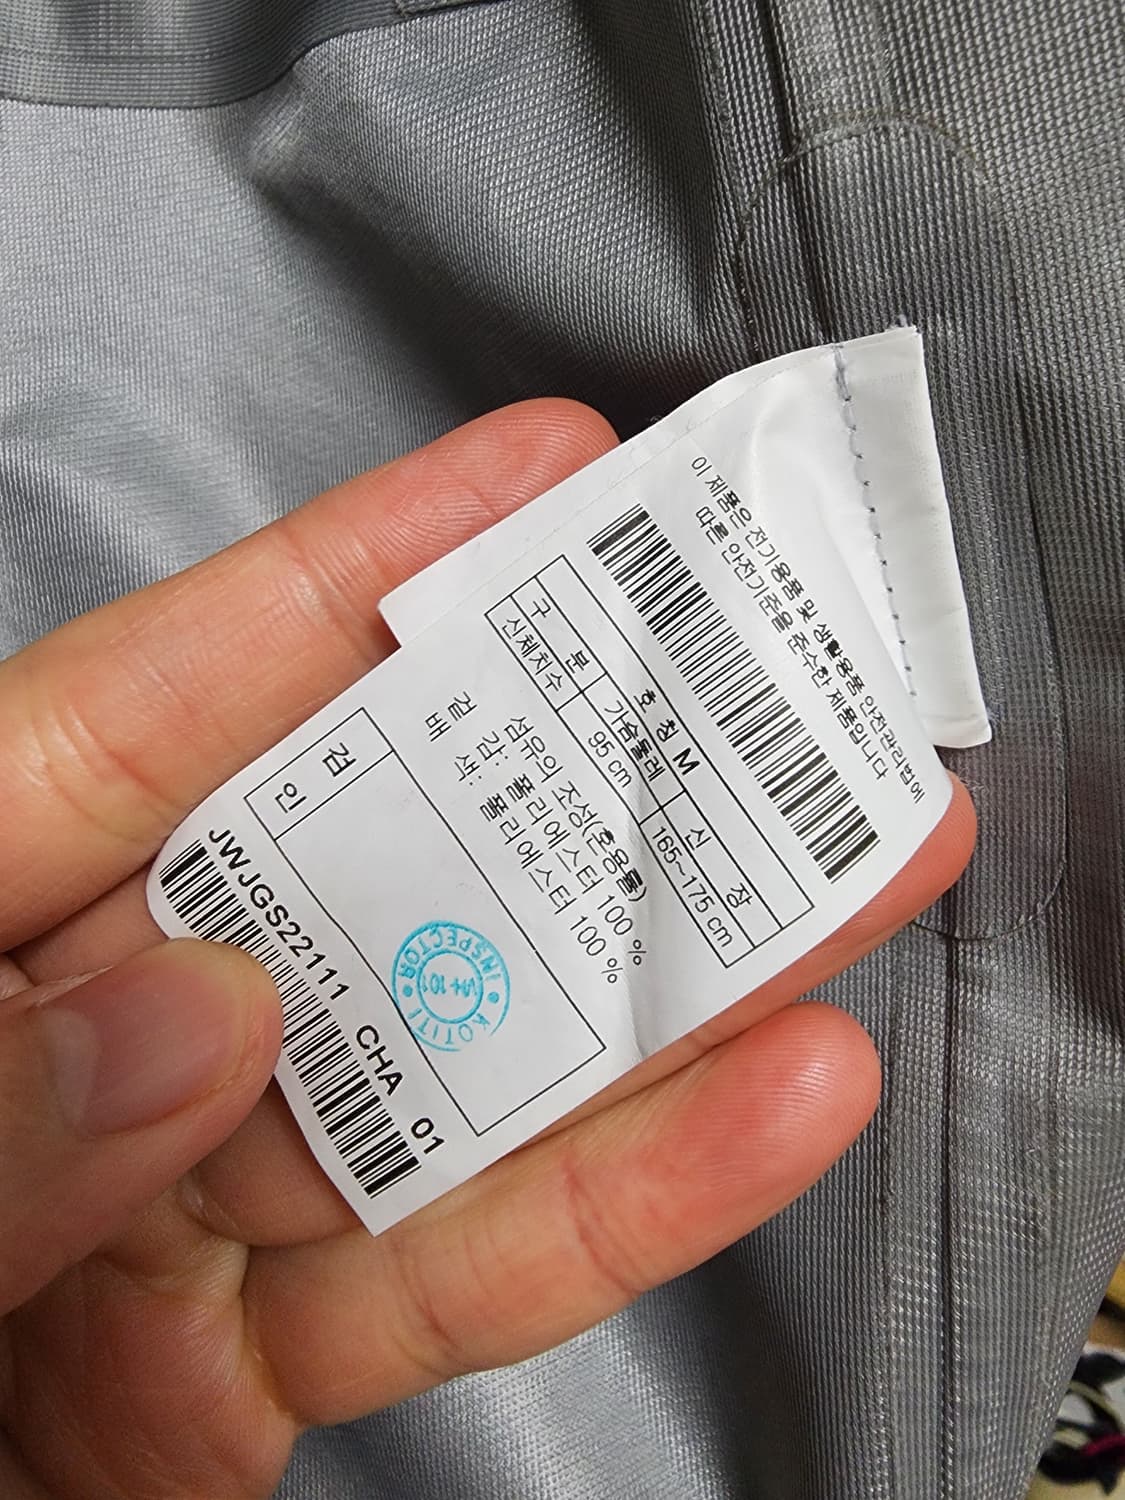 이 제품은 전기용품 및 생활용품 안전관리법에
따른 안전기준을 준수한 제품입니다
호 칭 M
구 분 가슴둘레 신 장
신체치수 95 cm 165~175 cm
섬유의 조성(혼용률)
겉 감: 폴리에스터 100 %
배 색: 폴리에스터 100 %
검 인
KOTITI
INSPECTOR
JWJGS22111 CHA 01